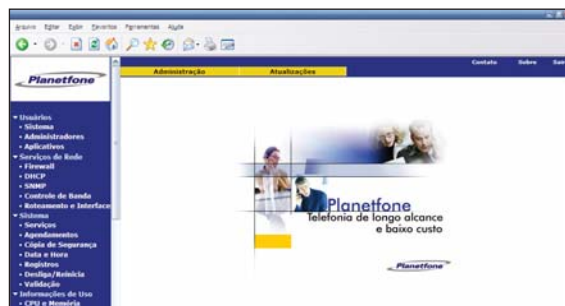 Arquivo Editar Exibir Favoritos Ferramentas Ajuda
Contato Sobre Sair
Administração Atualizações
Planetfone
Usuários
• Sistema
• Administradores
• Aplicativos
Serviços de Rede
• Firewall
• DHCP
• SNMP
• Controle de Banda
• Roteamento e Interface
Sistema
• Serviços
• Agendamentos
• Cópia de Segurança
• Data e Hora
• Registros
• Desliga/Reinicia
• Validação
Informações de Uso
• CPU e Memória
Planetfone
Telefonia de longo alcance
e baixo custo
Planetfone